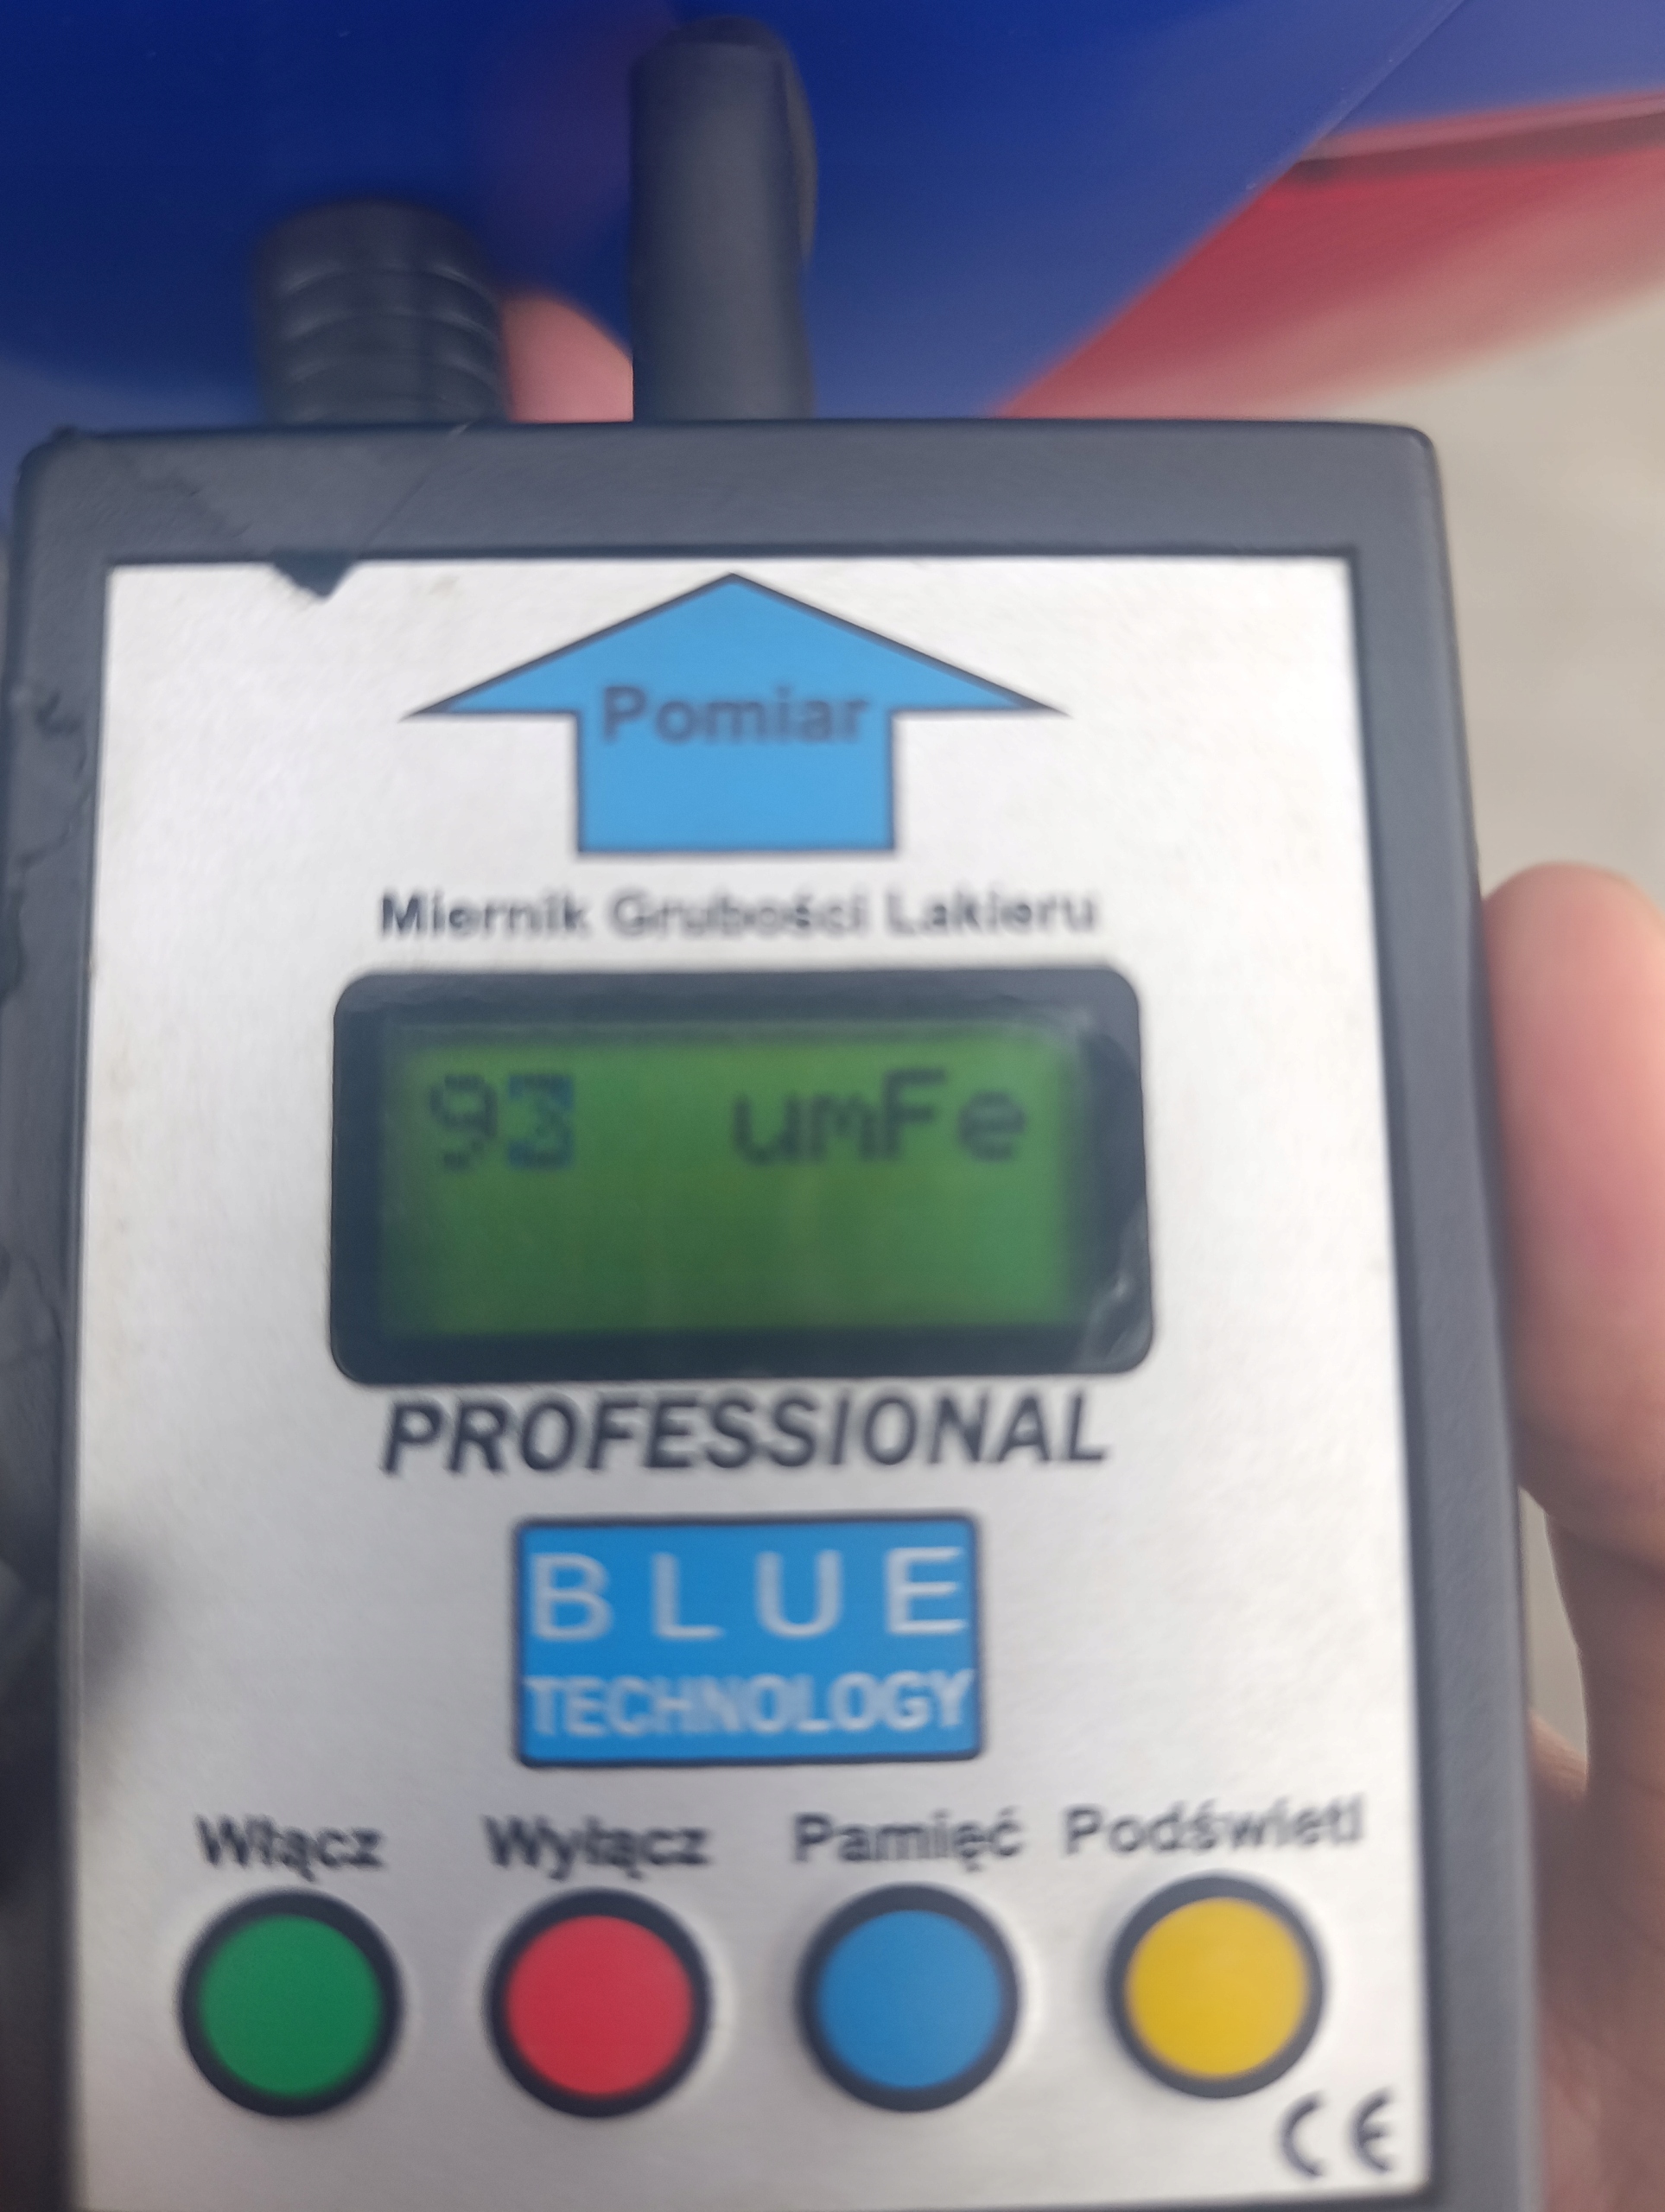 Pomiar
Miernik Grubości Lakieru
93 umFe
PROFESSIONAL
BLUE
TECHNOLOGY
Włącz Wyłącz Pamięć Podświetl
CE